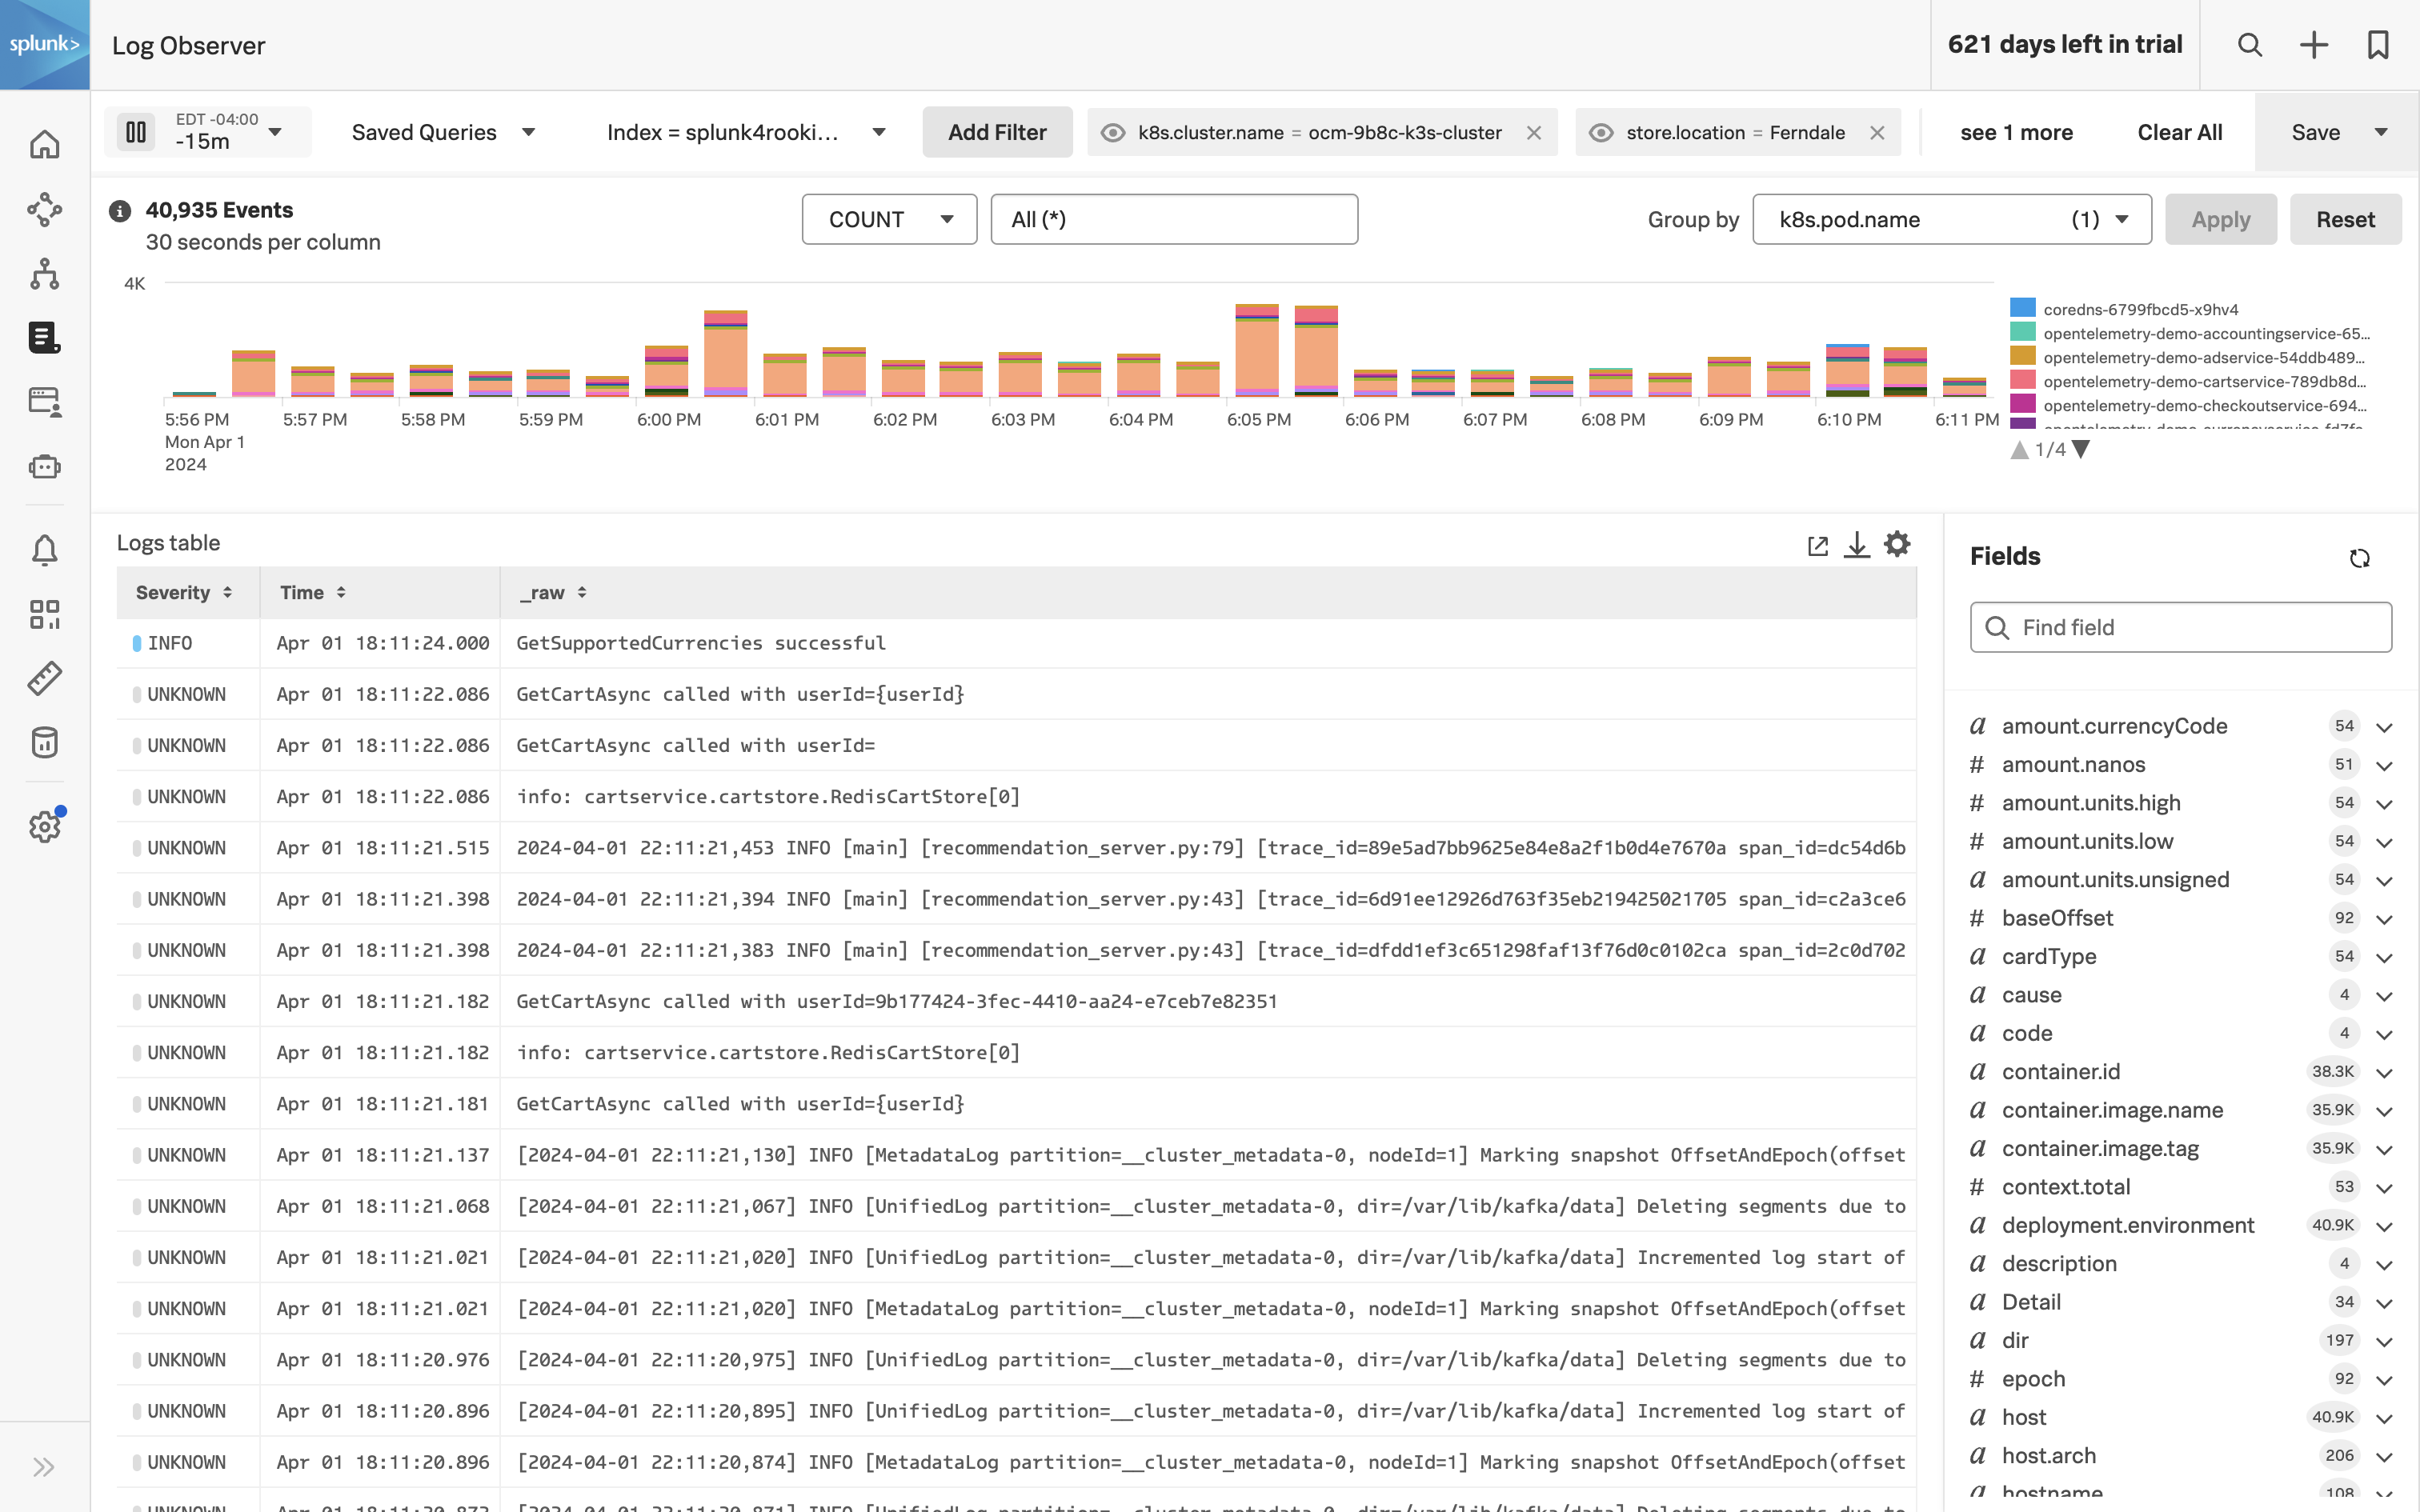 splunk>
Log Observer
621 days left in trial
EDT -04:00
-15m
Saved Queries
Index = splunk4rooki...
Add Filter
k8s.cluster.name = ocm-9b8c-k3s-cluster
store.location = Ferndale
see 1 more
Clear All
Save
40,935 Events
30 seconds per column
COUNT
All (*)
Group by
k8s.pod.name (1)
Apply
Reset
4K
5:56 PM 5:57 PM 5:58 PM 5:59 PM 6:00 PM 6:01 PM 6:02 PM 6:03 PM 6:04 PM 6:05 PM 6:06 PM 6:07 PM 6:08 PM 6:09 PM 6:10 PM 6:11 PM
Mon Apr 1
2024
coredns-6799fbcd5-x9hv4
opentelemetry-demo-accountingservice-65...
opentelemetry-demo-adservice-54ddb489...
opentelemetry-demo-cartservice-789db8d...
opentelemetry-demo-checkoutservice-694...
1/4
Logs table
Severity Time _raw
INFO Apr 01 18:11:24.000 GetSupportedCurrencies successful
UNKNOWN Apr 01 18:11:22.086 GetCartAsync called with userId={userId}
UNKNOWN Apr 01 18:11:22.086 GetCartAsync called with userId=
UNKNOWN Apr 01 18:11:22.086 info: cartservice.cartstore.RedisCartStore[0]
UNKNOWN Apr 01 18:11:21.515 2024-04-01 22:11:21,453 INFO [main] [recommendation_server.py:79] [trace_id=89e5ad7bb9625e84e8a2f1b0d4e7670a span_id=dc54d6b
UNKNOWN Apr 01 18:11:21.398 2024-04-01 22:11:21,394 INFO [main] [recommendation_server.py:43] [trace_id=6d91ee12926d763f35eb219425021705 span_id=c2a3ce6
UNKNOWN Apr 01 18:11:21.398 2024-04-01 22:11:21,383 INFO [main] [recommendation_server.py:43] [trace_id=dfdd1ef3c651298faf13f76d0c0102ca span_id=2c0d702
UNKNOWN Apr 01 18:11:21.182 GetCartAsync called with userId=9b177424-3fec-4410-aa24-e7ceb7e82351
UNKNOWN Apr 01 18:11:21.182 info: cartservice.cartstore.RedisCartStore[0]
UNKNOWN Apr 01 18:11:21.181 GetCartAsync called with userId={userId}
UNKNOWN Apr 01 18:11:21.137 [2024-04-01 22:11:21,130] INFO [MetadataLog partition=__cluster_metadata-0, nodeId=1] Marking snapshot OffsetAndEpoch(offset
UNKNOWN Apr 01 18:11:21.068 [2024-04-01 22:11:21,067] INFO [UnifiedLog partition=__cluster_metadata-0, dir=/var/lib/kafka/data] Deleting segments due to
UNKNOWN Apr 01 18:11:21.021 [2024-04-01 22:11:21,020] INFO [UnifiedLog partition=__cluster_metadata-0, dir=/var/lib/kafka/data] Incremented log start of
UNKNOWN Apr 01 18:11:21.021 [2024-04-01 22:11:21,020] INFO [MetadataLog partition=__cluster_metadata-0, nodeId=1] Marking snapshot OffsetAndEpoch(offset
UNKNOWN Apr 01 18:11:20.976 [2024-04-01 22:11:20,975] INFO [UnifiedLog partition=__cluster_metadata-0, dir=/var/lib/kafka/data] Deleting segments due to
UNKNOWN Apr 01 18:11:20.896 [2024-04-01 22:11:20,895] INFO [UnifiedLog partition=__cluster_metadata-0, dir=/var/lib/kafka/data] Incremented log start of
UNKNOWN Apr 01 18:11:20.896 [2024-04-01 22:11:20,874] INFO [MetadataLog partition=__cluster_metadata-0, nodeId=1] Marking snapshot OffsetAndEpoch(offset
Fields
Find field
a amount.currencyCode 54
# amount.nanos 51
# amount.units.high 54
# amount.units.low 54
a amount.units.unsigned 54
# baseOffset 92
a cardType 54
a cause 4
a code 4
a container.id 38.3K
a container.image.name 35.9K
a container.image.tag 35.9K
# context.total 53
a deployment.environment 40.9K
a description 4
a Detail 34
a dir 197
# epoch 92
a host 40.9K
a host.arch 206
a hostname 108